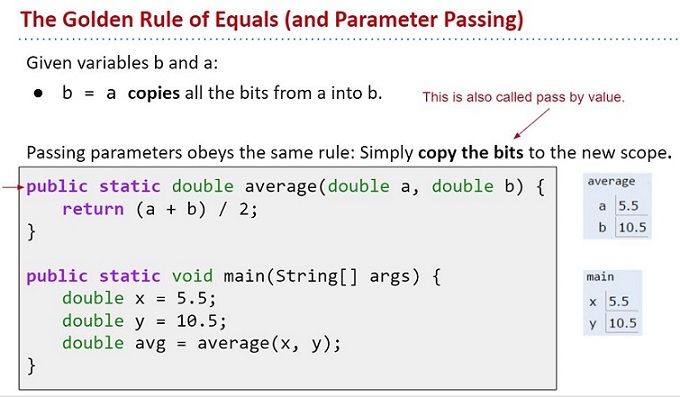 The Golden Rule of Equals (and Parameter Passing)
Given variables b and a:
● b = a copies all the bits from a into b.
This is also called pass by value.
Passing parameters obeys the same rule: Simply copy the bits to the new scope.
public static double average(double a, double b) {
return (a + b) / 2;
}
public static void main(String[] args) {
double x = 5.5;
double y = 10.5;
double avg = average(x, y);
}
average
a 5.5
b 10.5
main
x 5.5
y 10.5